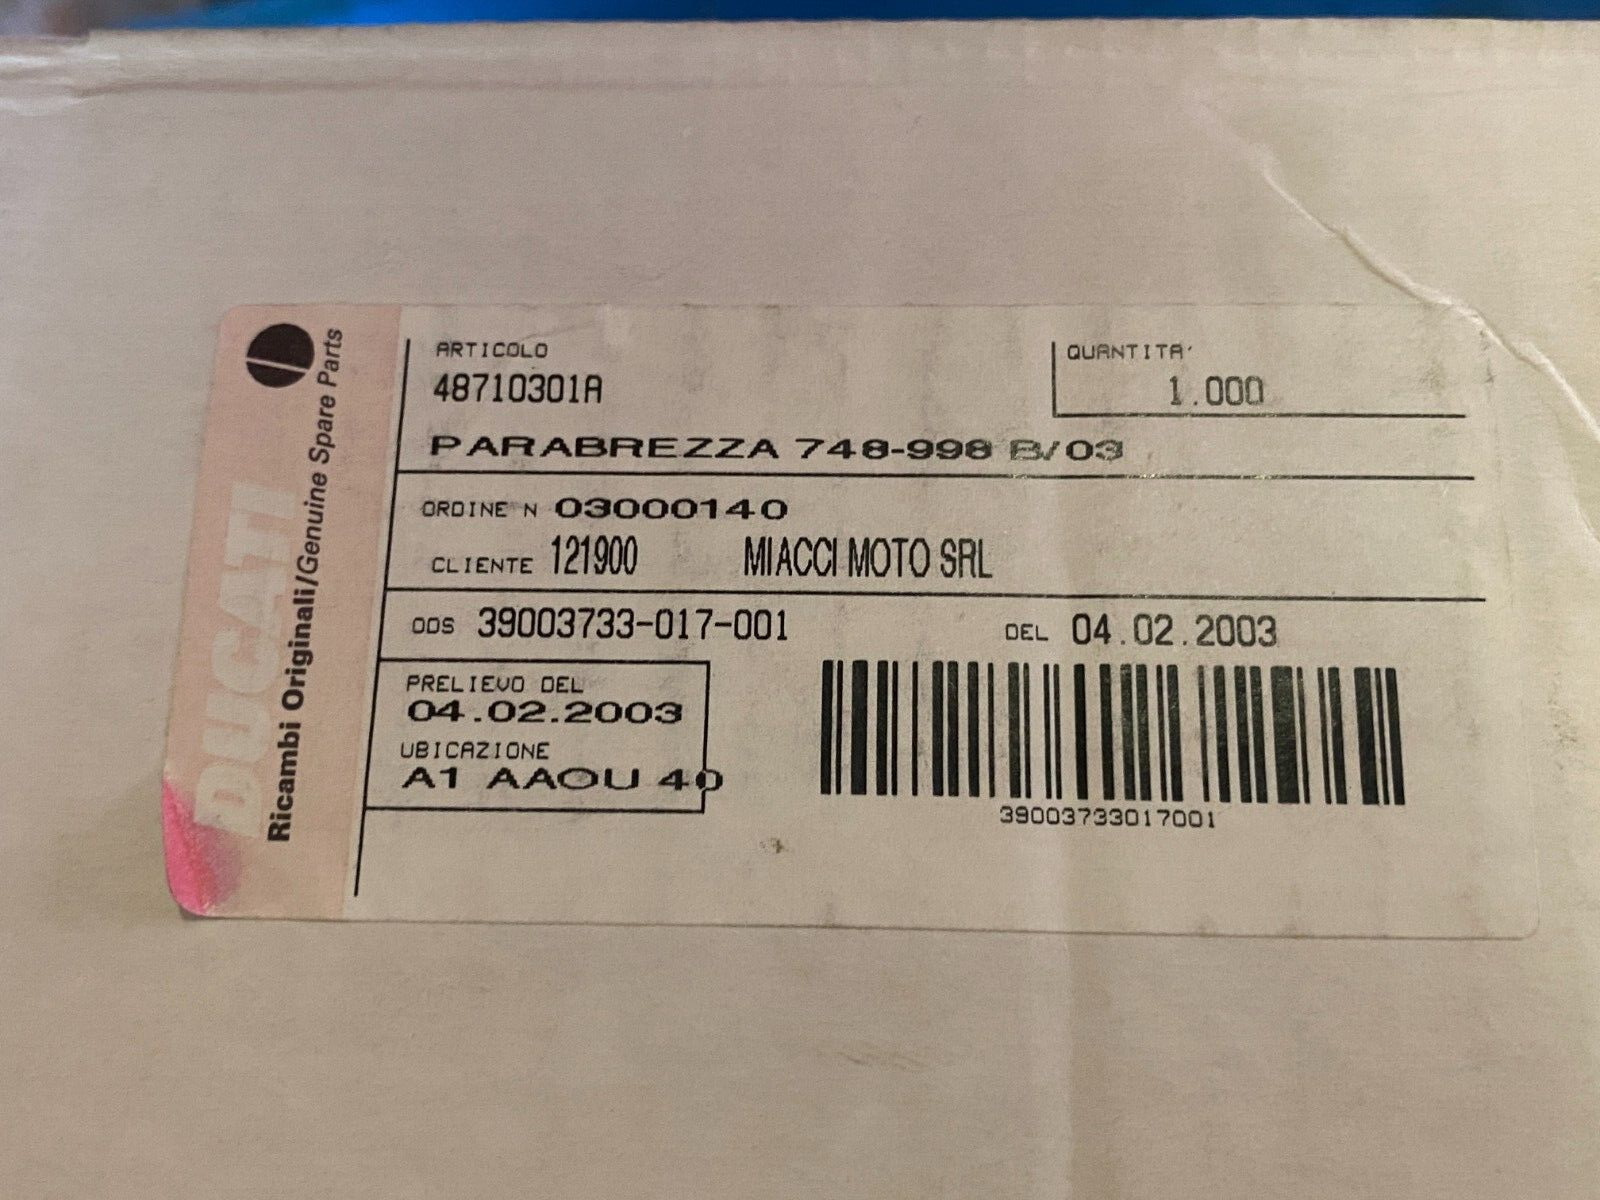 DUCATI
Ricambi Originali/Genuine Spare Parts
ARTICOLO
48710301A
QUANTITA'
1.000
PARABREZZA 748-998 B/03
ORDINE N 03000140
CLIENTE 121900 MIACCI MOTO SRL
ODS 39003733-017-001 DEL 04.02.2003
PRELIEVO DEL
04.02.2003
UBICAZIONE
A1 AAOU 40
39003733017001